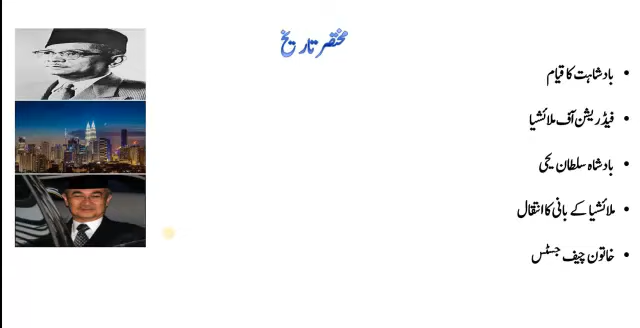 مختصر تاریخ
بادشاہت کا قیام
فیڈریشن آف ملائشیا
بادشاہ سلطان یحی
ملائشیا کے بانی کا انتقال
خاتون چیف جسٹس